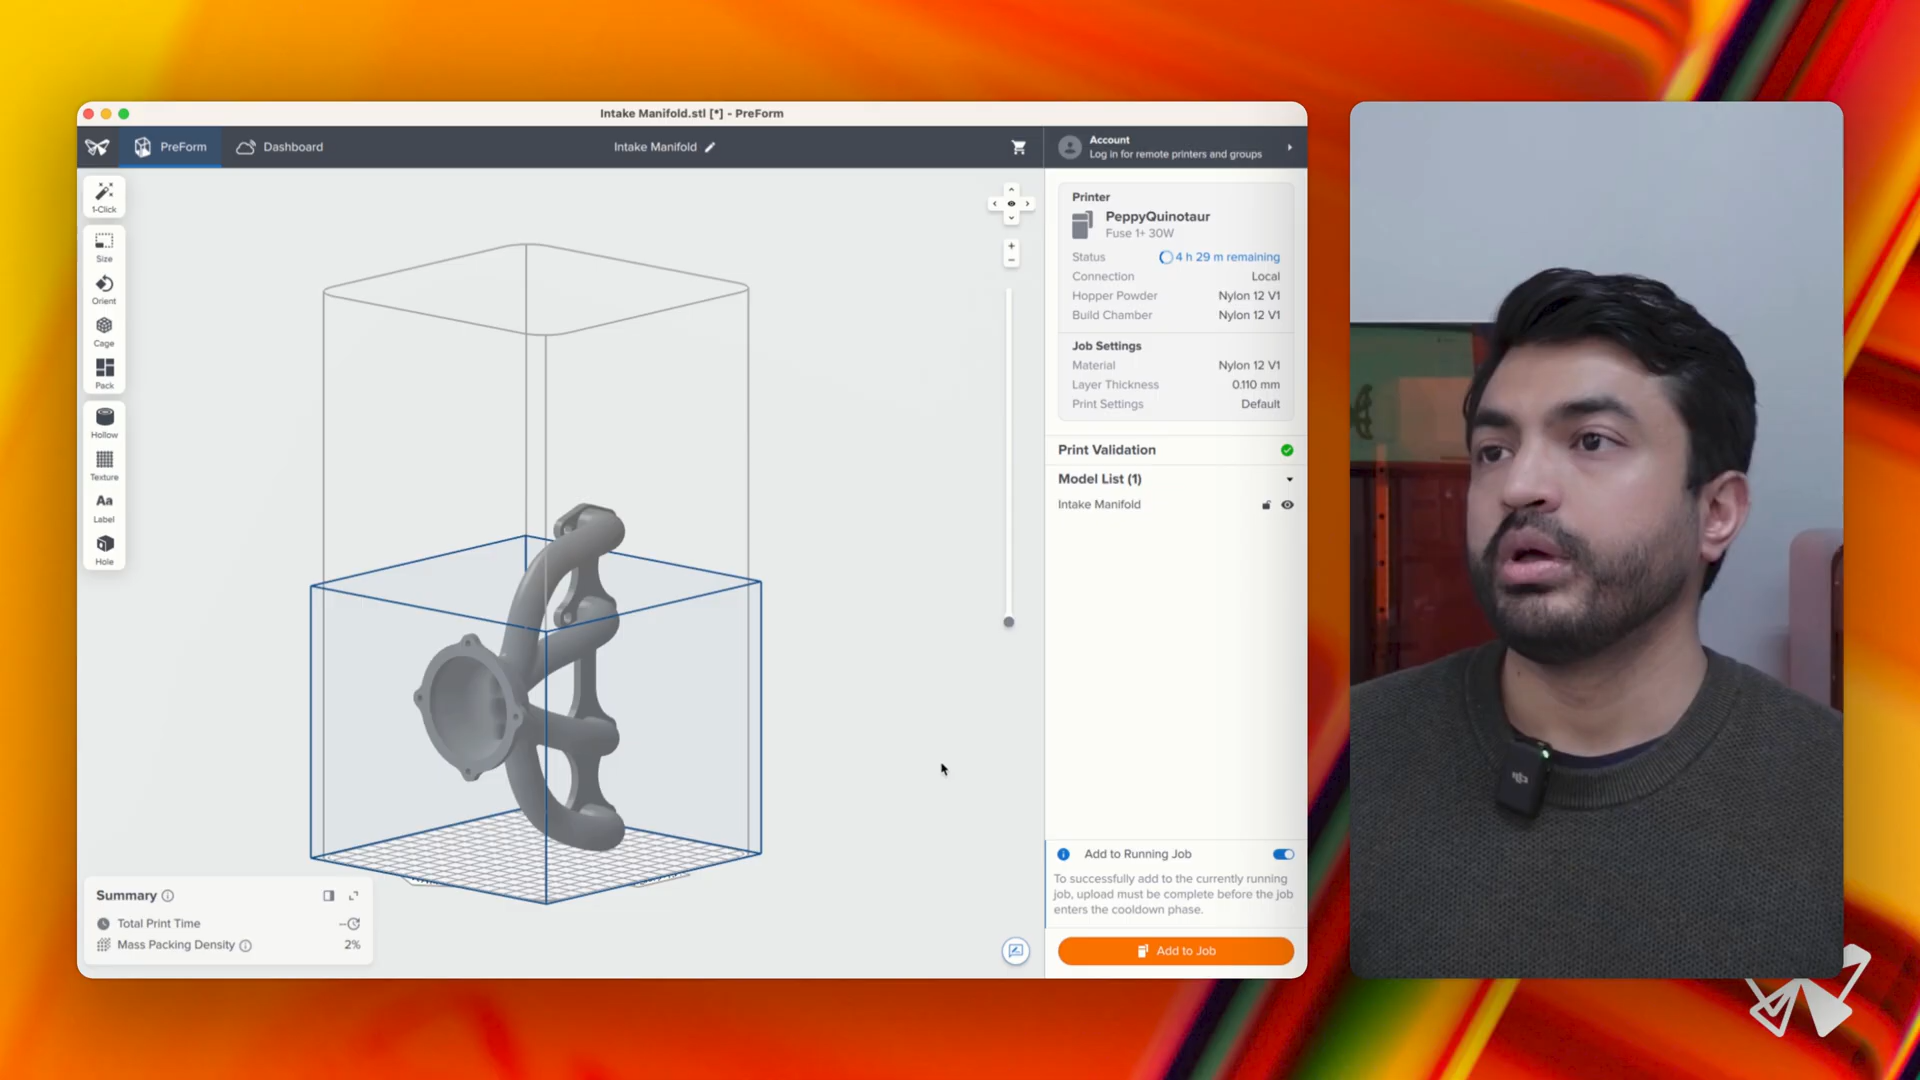 Intake Manifold.stl [*] - PreForm
PreForm
Dashboard
Intake Manifold
Account
Log in for remote printers and groups
1-Click
Size
Orient
Cage
Pack
Hollow
Texture
Aa
Label
Hole
Printer
PeppyQuinotaur
Fuse 1+ 30W
Status 4 h 29 m remaining
Connection Local
Hopper Powder Nylon 12 V1
Build Chamber Nylon 12 V1
Job Settings
Material Nylon 12 V1
Layer Thickness 0.110 mm
Print Settings Default
Print Validation
Model List (1)
Intake Manifold
Add to Running Job
To successfully add to the currently running
job, upload must be complete before the job
enters the cooldown phase.
Add to Job
Summary
Total Print Time --
Mass Packing Density 2%